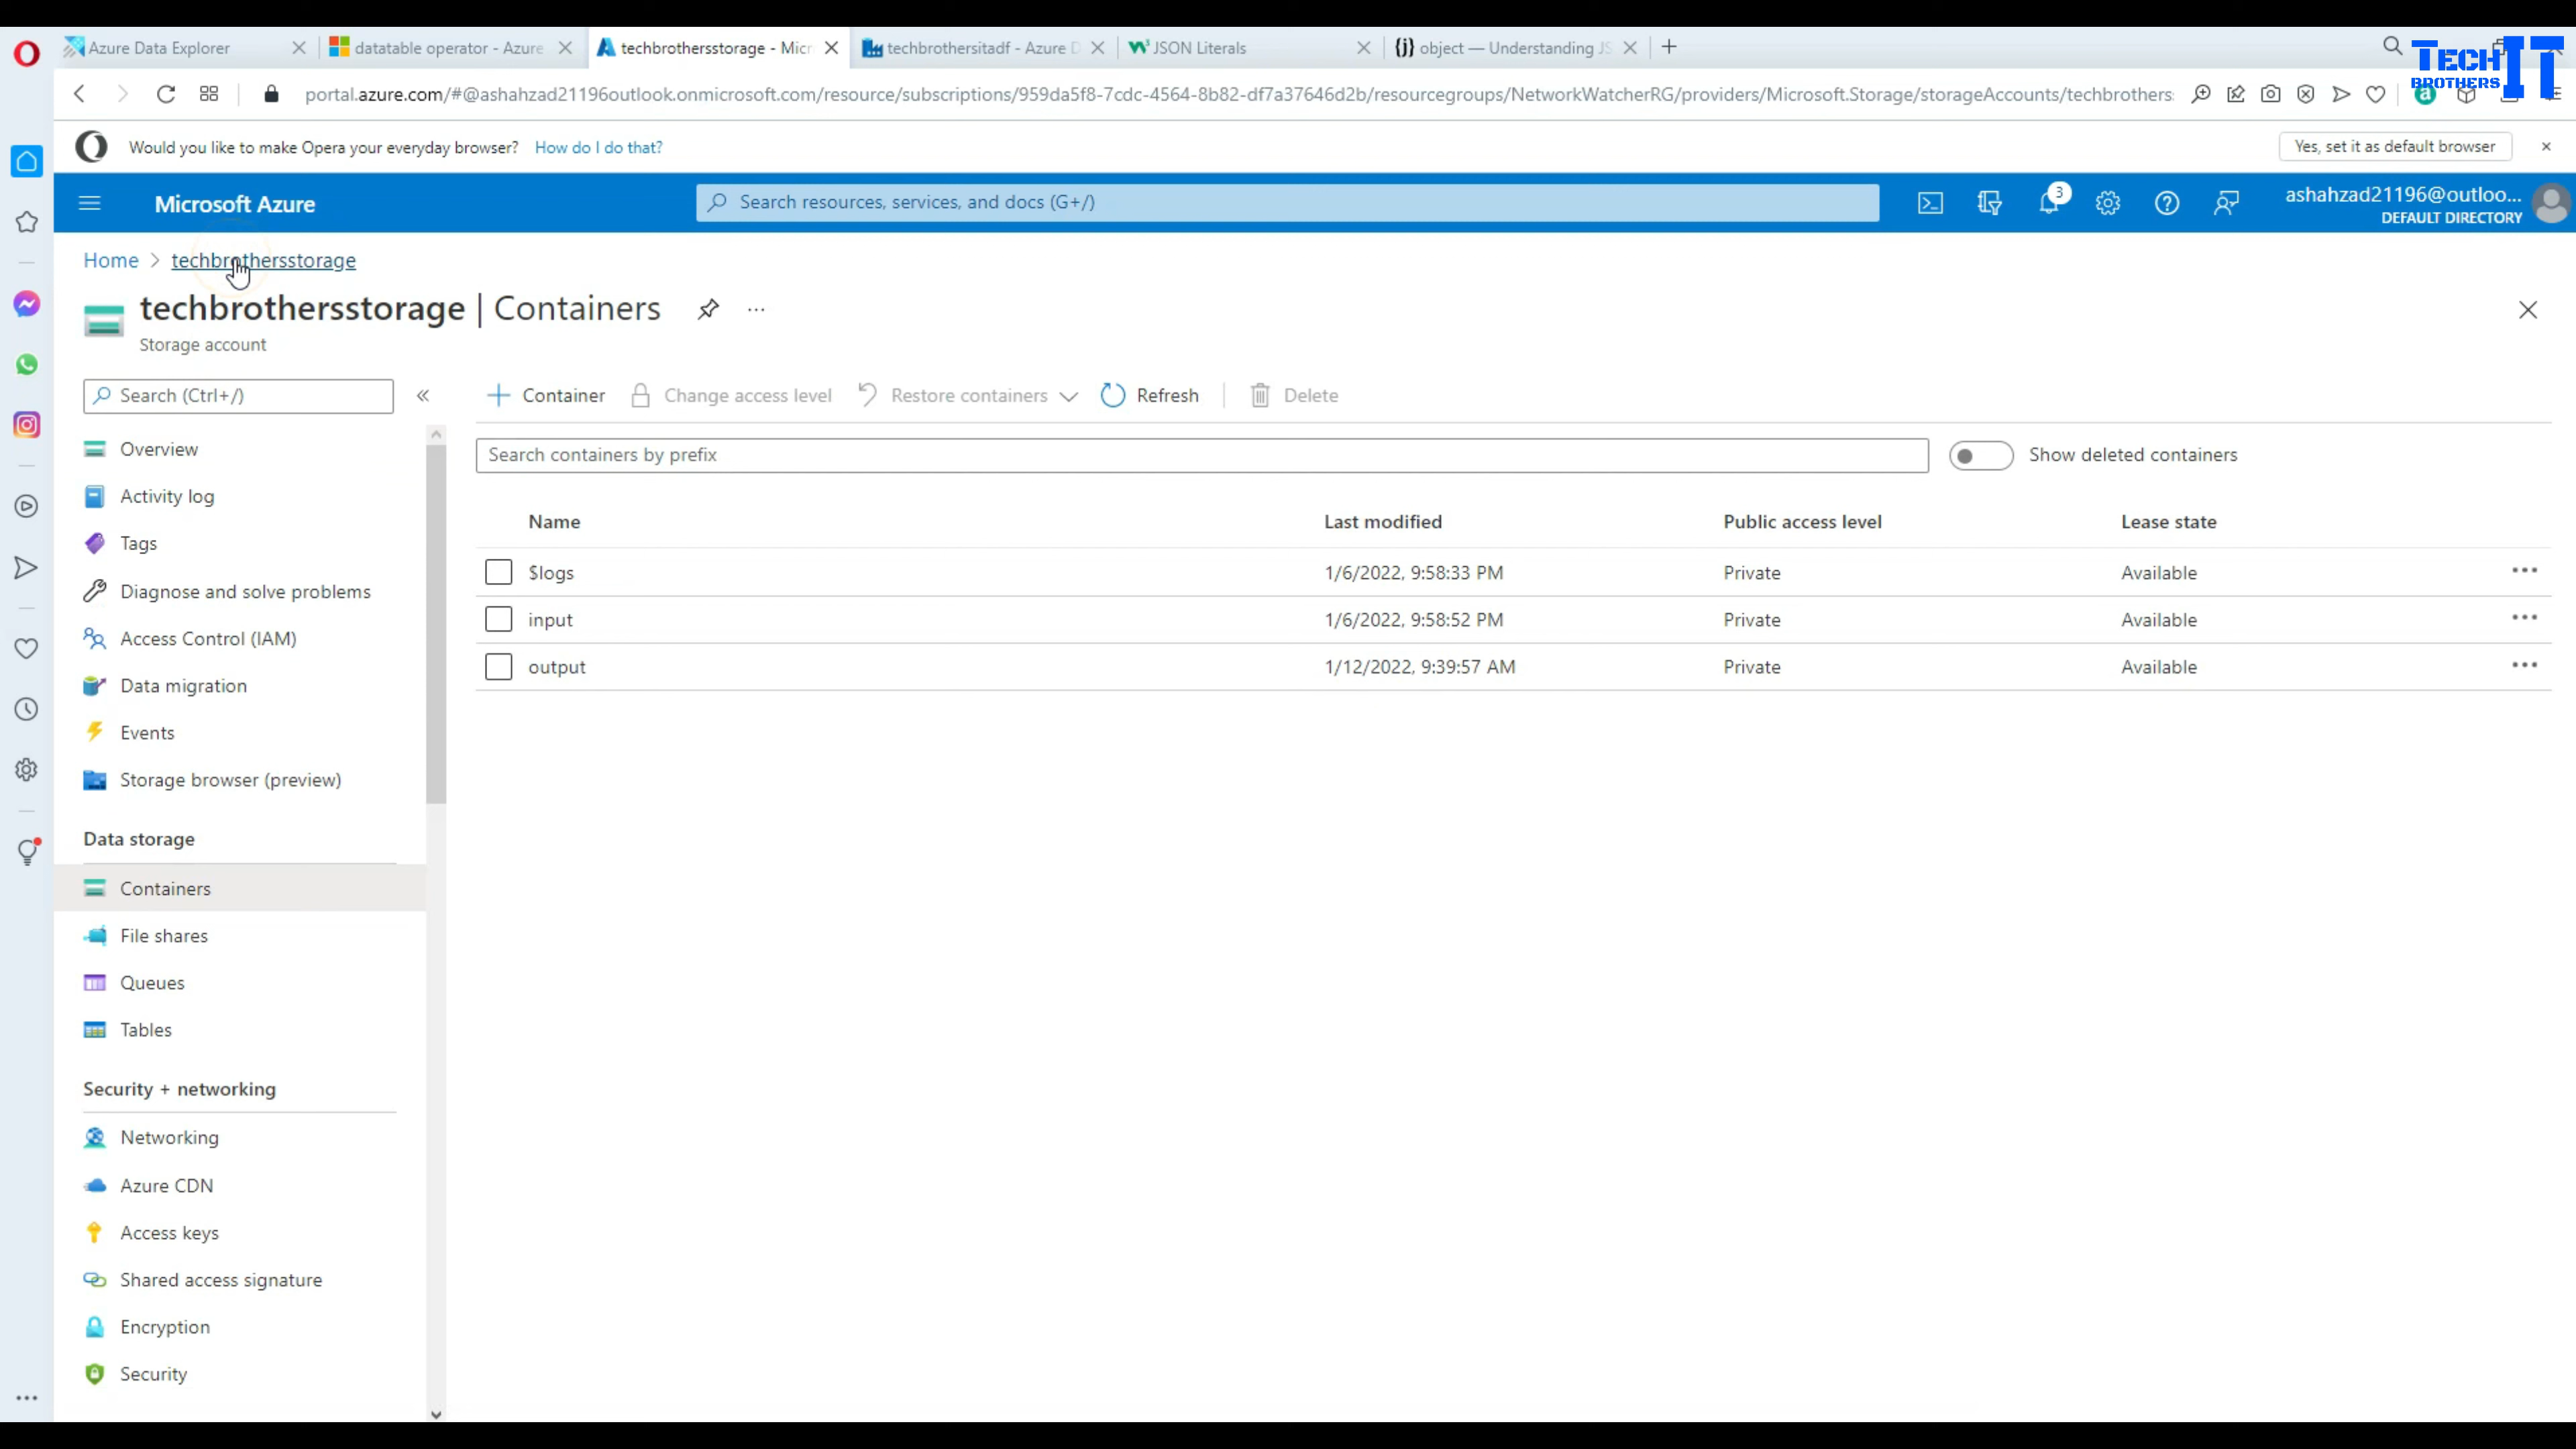 Azure Data Explorer
datatable operator - Azure
techbrothersstorage - Micr
techbrothersitadf - Azure D
JSON Literals
object — Understanding JS
TECH IT
BROTHERS
portal.azure.com/#@ashahzad21196outlook.onmicrosoft.com/resource/subscriptions/959da5f8-7cdc-4564-8b82-df7a37646d2b/resourcegroups/NetworkWatcherRG/providers/Microsoft.Storage/storageAccounts/techbrothers
Would you like to make Opera your everyday browser? How do I do that?
Yes, set it as default browser
Microsoft Azure
Search resources, services, and docs (G+/)
3
ashahzad21196@outloo...
DEFAULT DIRECTORY
Home > techbrothersstorage
techbrothersstorage | Containers
Storage account
Search (Ctrl+/)
Container
Change access level
Restore containers
Refresh
Delete
Search containers by prefix
Show deleted containers
Name Last modified Public access level Lease state
$logs 1/6/2022, 9:58:33 PM Private Available
input 1/6/2022, 9:58:52 PM Private Available
output 1/12/2022, 9:39:57 AM Private Available
Overview
Activity log
Tags
Diagnose and solve problems
Access Control (IAM)
Data migration
Events
Storage browser (preview)
Data storage
Containers
File shares
Queues
Tables
Security + networking
Networking
Azure CDN
Access keys
Shared access signature
Encryption
Security